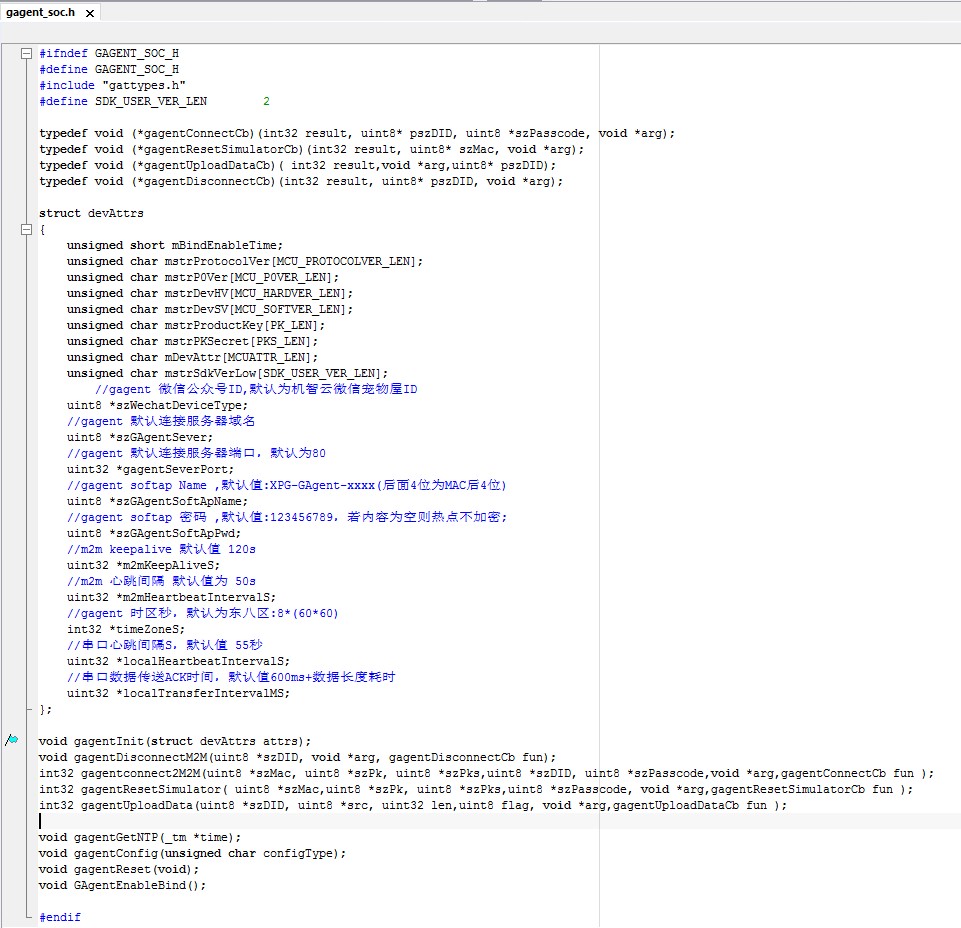 gagent_soc.h
#ifndef GAGENT_SOC_H
#define GAGENT_SOC_H
#include "gattypes.h"
#define SDK_USER_VER_LEN        2
typedef void (*gagentConnectCb)(int32 result, uint8* pszDID, uint8 *szPasscode, void *arg);
typedef void (*gagentResetSimulatorCb)(int32 result, uint8* szMac, void *arg);
typedef void (*gagentUploadDataCb)( int32 result,void *arg,uint8* pszDID);
typedef void (*gagentDisconnectCb)(int32 result, uint8* pszDID, void *arg);
struct devAttrs
{
    unsigned short mBindEnableTime;
    unsigned char mstrProtocolVer[MCU_PROTOCOLVER_LEN];
    unsigned char mstrP0Ver[MCU_P0VER_LEN];
    unsigned char mstrDevHV[MCU_HARDVER_LEN];
    unsigned char mstrDevSV[MCU_SOFTVER_LEN];
    unsigned char mstrProductKey[PK_LEN];
    unsigned char mstrPKSecret[PKS_LEN];
    unsigned char mDevAttr[MCUATTR_LEN];
    unsigned char mstrSdkVerLow[SDK_USER_VER_LEN];
        //gagent 微信公众号ID,默认为机智云微信宠物屋ID
    uint8 *szWechatDeviceType;
    //gagent 默认连接服务器域名
    uint8 *szGAgentSever;
    //gagent 默认连接服务器端口，默认为80
    uint32 *gagentSeverPort;
    //gagent softap Name ,默认值:XPG-GAgent-xxxx(后面4位为MAC后4位)
    uint8 *szGAgentSoftApName;
    //gagent softap 密码 ,默认值:123456789，若内容为空则热点不加密;
    uint8 *szGAgentSoftApPwd;
    //m2m keepalive 默认值 120s
    uint32 *m2mKeepAliveS;
    //m2m 心跳间隔 默认值为 50s
    uint32 *m2mHeartbeatIntervalS;
    //gagent 时区秒，默认为东八区:8*(60*60)
    int32 *timeZoneS;
    //串口心跳间隔S，默认值 55秒
    uint32 *localHeartbeatIntervalS;
    //串口数据传送ACK时间，默认值600ms+数据长度耗时
    uint32 *localTransferIntervalMS;
};
void gagentInit(struct devAttrs attrs);
void gagentDisconnectM2M(uint8 *szDID, void *arg, gagentDisconnectCb fun);
int32 gagentconnect2M2M(uint8 *szMac, uint8 *szPk, uint8 *szPks,uint8 *szDID, uint8 *szPasscode,void *arg,gagentConnectCb fun );
int32 gagentResetSimulator( uint8 *szMac,uint8 *szPk, uint8 *szPks,uint8 *szPasscode, void *arg,gagentResetSimulatorCb fun );
int32 gagentUploadData(uint8 *szDID, uint8 *src, uint32 len,uint8 flag, void *arg,gagentUploadDataCb fun );
void gagentGetNTP(_tm *time);
void gagentConfig(unsigned char configType);
void gagentReset(void);
void GAgentEnableBind();
#endif